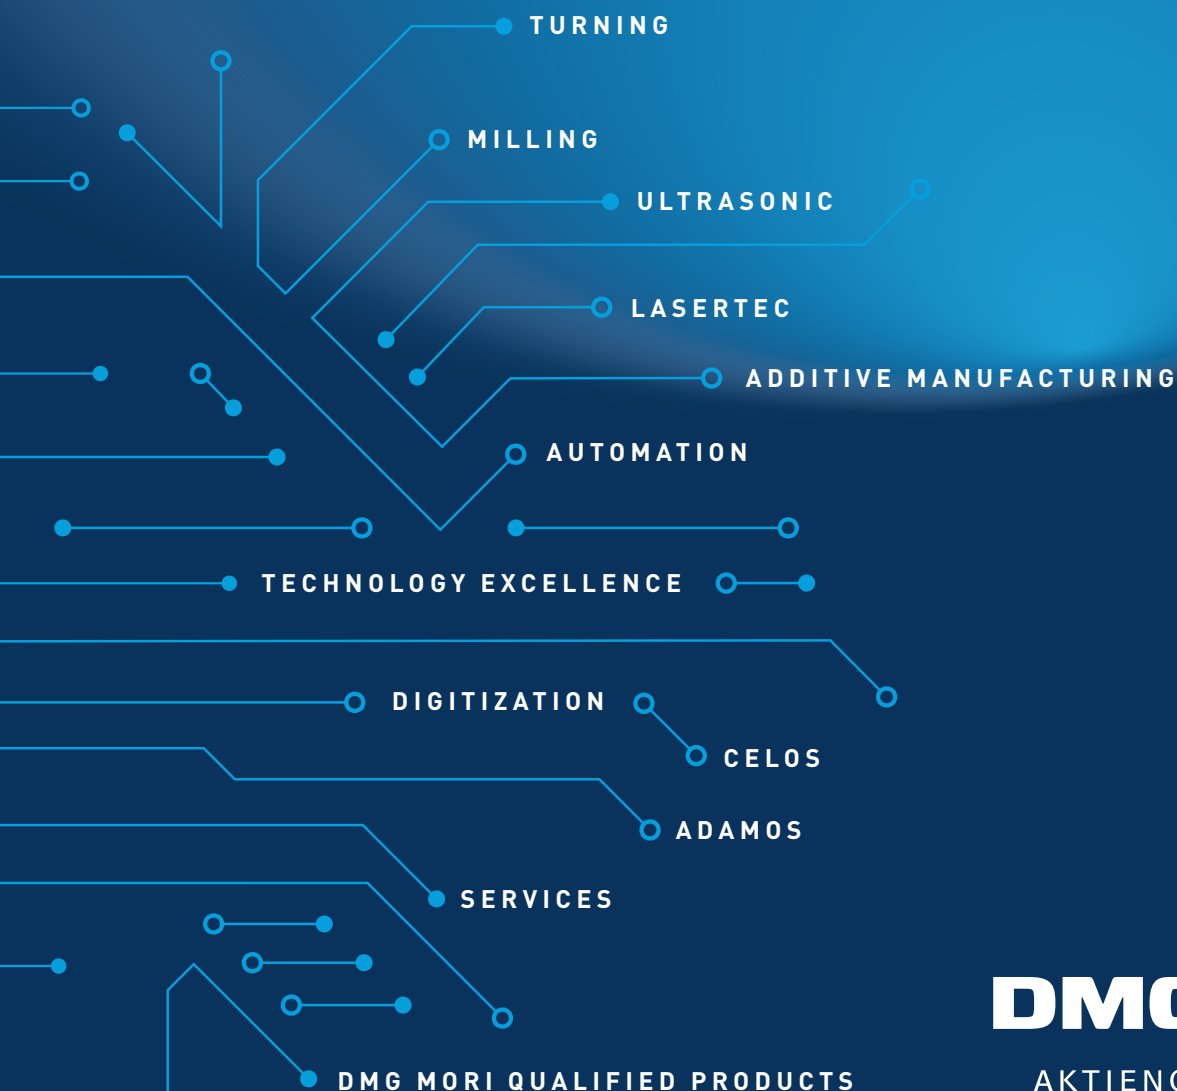 TURNING
MILLING
ULTRASONIC
LASERTEC
ADDITIVE MANUFACTURING
AUTOMATION
TECHNOLOGY EXCELLENCE
DIGITIZATION
CELOS
ADAMOS
SERVICES
DMG MORI QUALIFIED PRODUCTS